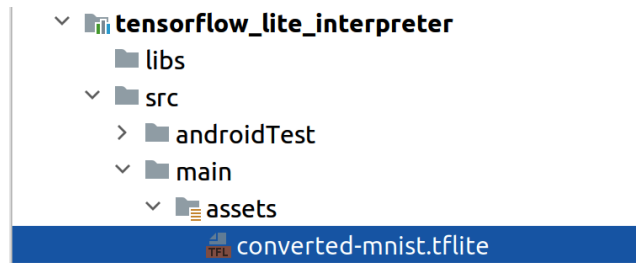 tensorflow_lite_interpreter
libs
src
androidTest
main
assets
TFL converted-mnist.tflite